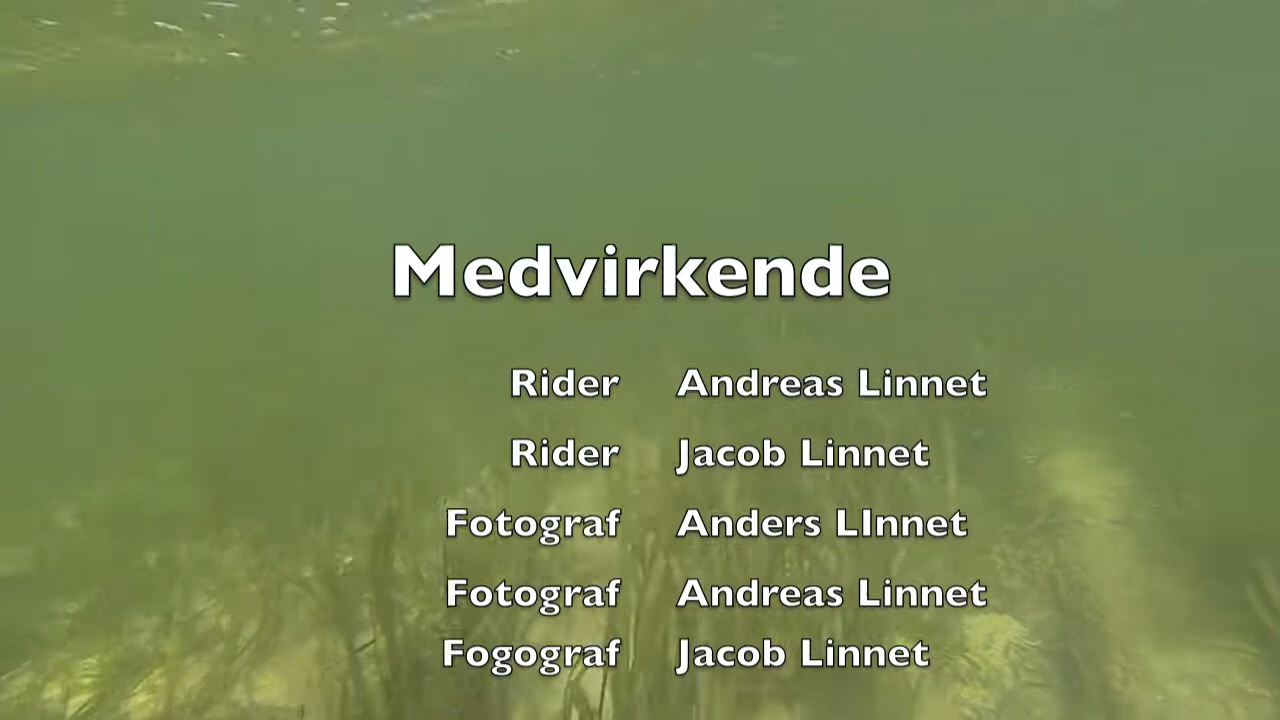 Medvirkende
Rider Andreas Linnet
Rider Jacob Linnet
Fotograf Anders LInnet
Fotograf Andreas Linnet
Fogograf Jacob Linnet